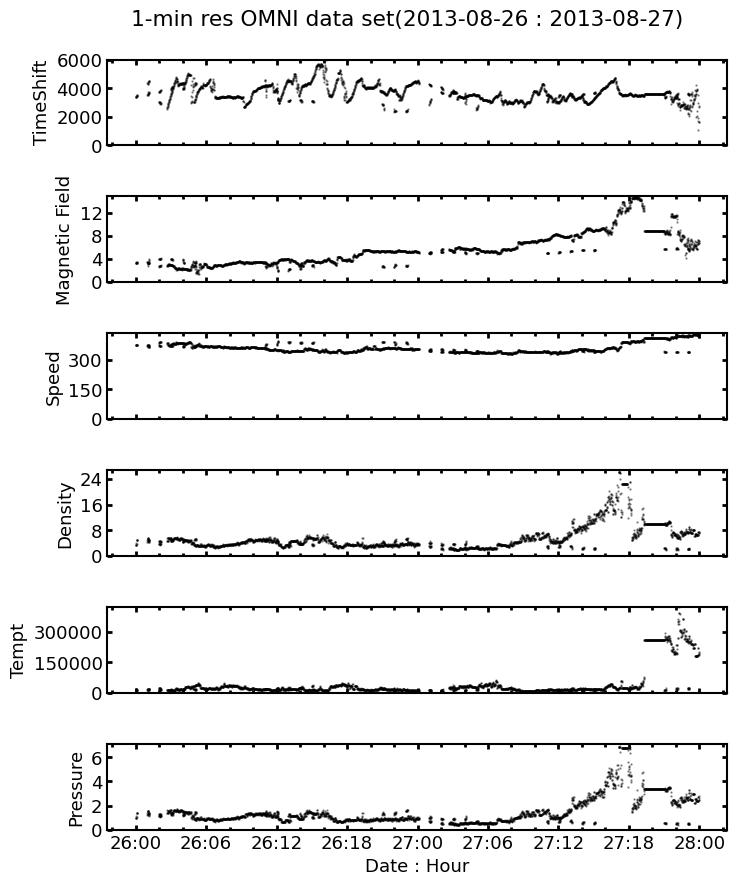 1-min res OMNI data set(2013-08-26 : 2013-08-27)
TimeShift
6000
4000
2000
0
Magnetic Field
12
8
4
0
Speed
300
150
0
Density
24
16
8
0
Tempt
300000
150000
0
Pressure
6
4
2
0
26:00 26:06 26:12 26:18 27:00 27:06 27:12 27:18 28:00
Date : Hour